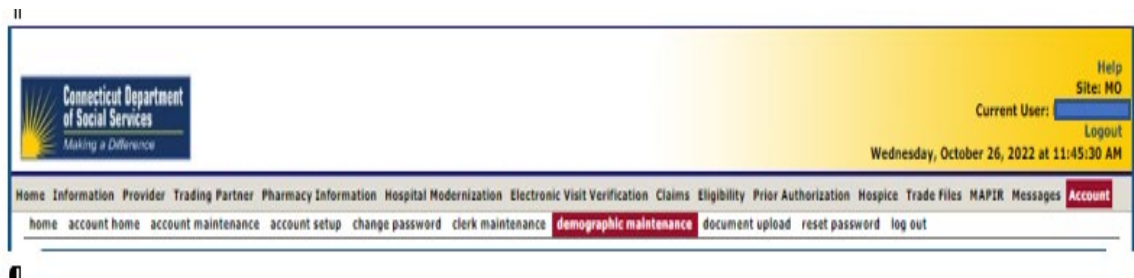 Connecticut Department
of Social Services
Making a Difference
Help
Site: MO
Current User:
Logout
Wednesday, October 26, 2022 at 11:45:30 AM
Home Information Provider Trading Partner Pharmacy Information Hospital Modernization Electronic Visit Verification Claims Eligibility Prior Authorization Hospice Trade Files MAPIR Messages Account
home account home account maintenance account setup change password clerk maintenance demographic maintenance document upload reset password log out